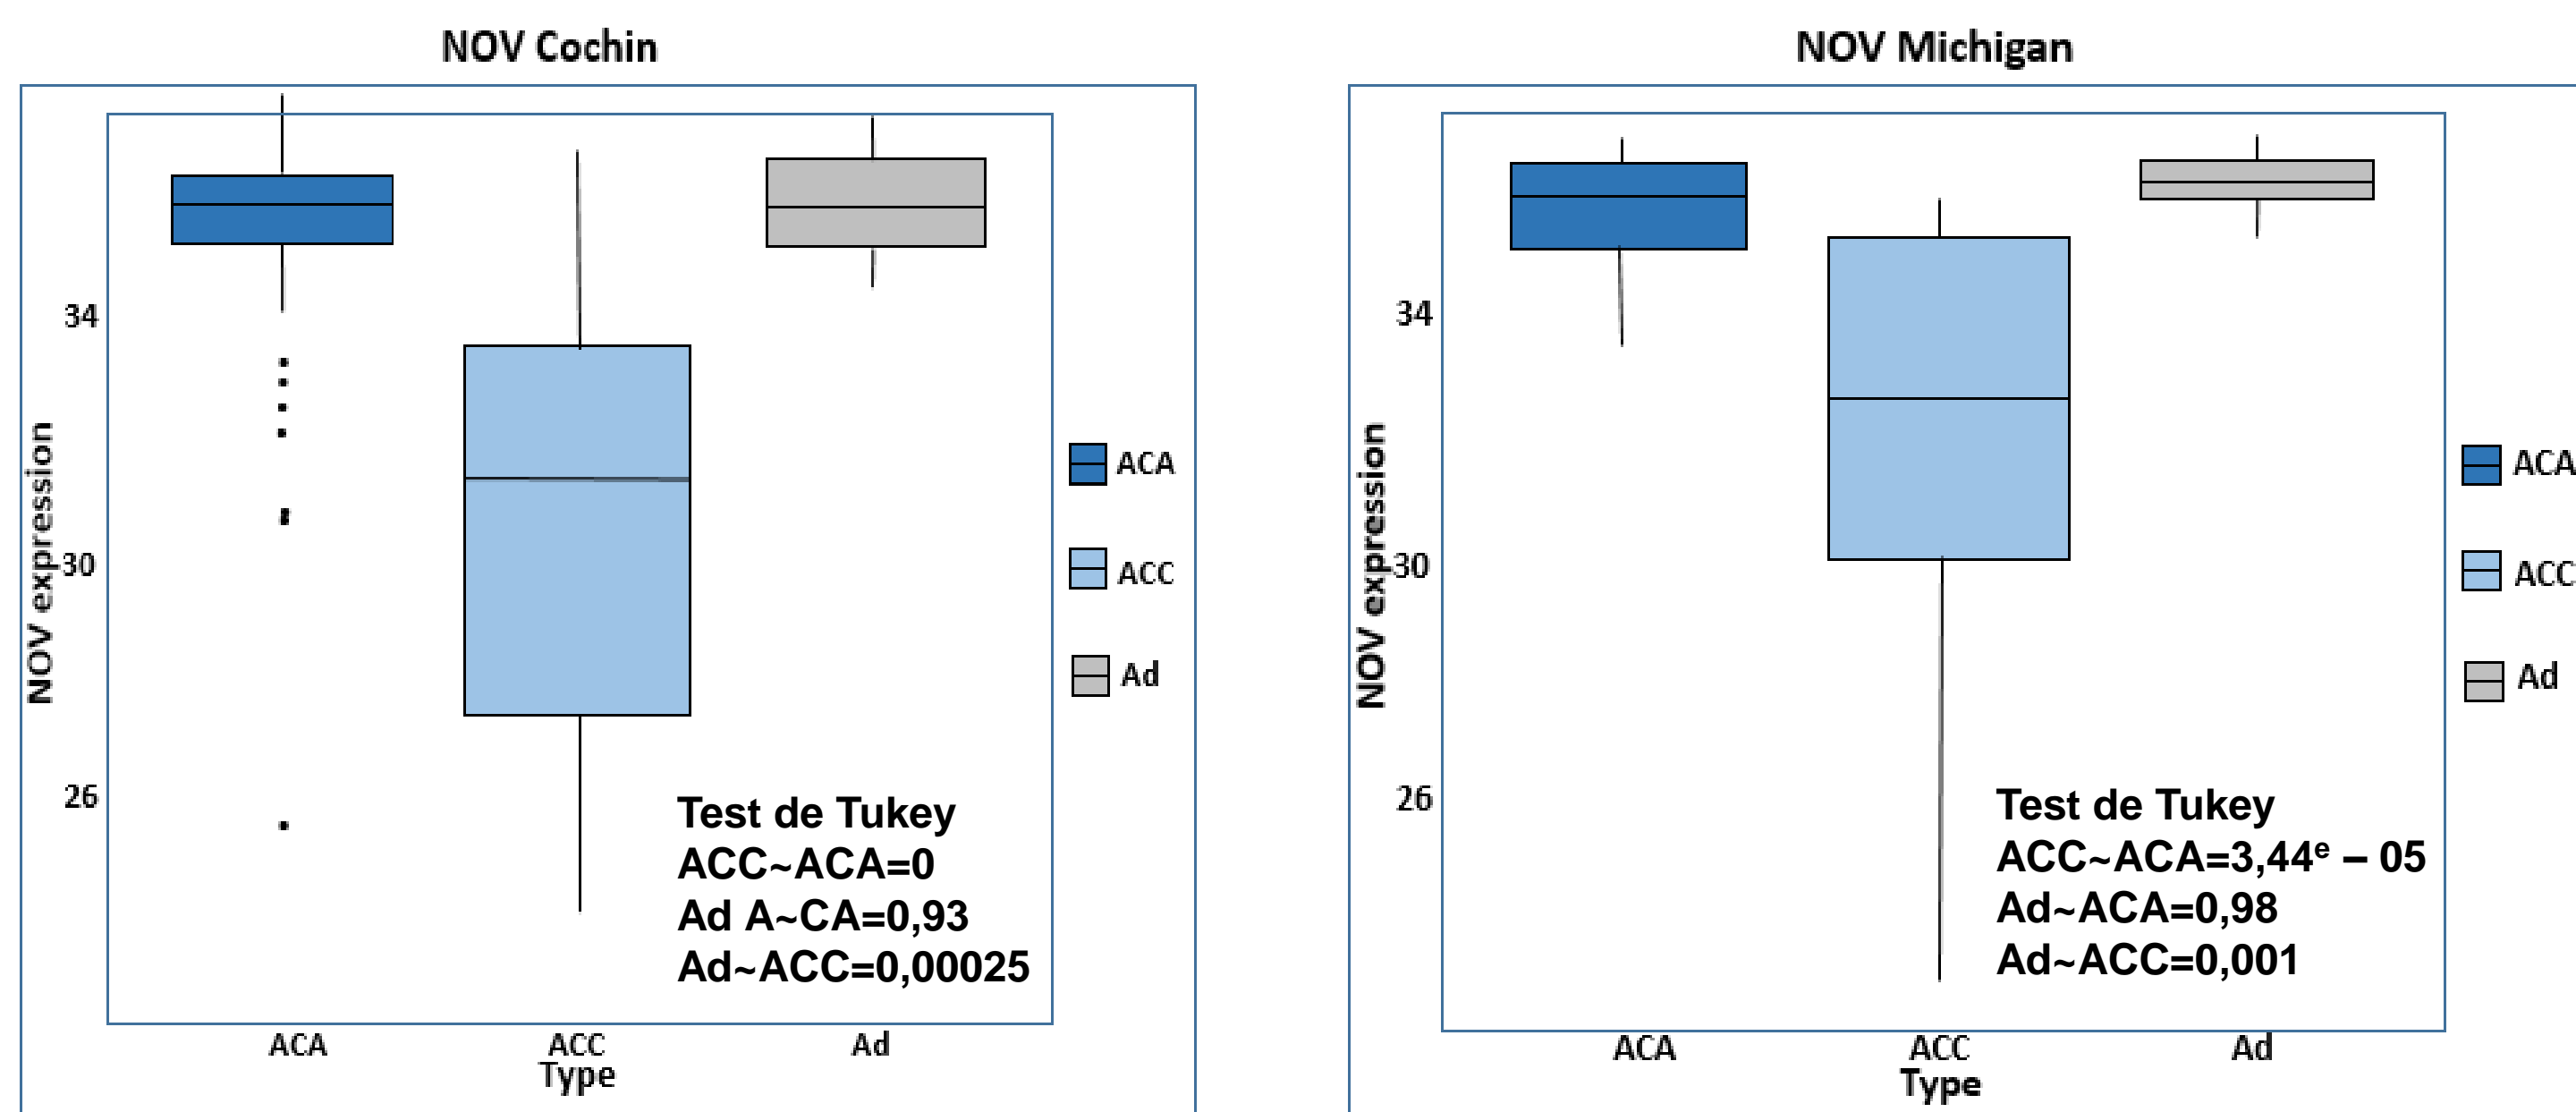 NOV Cochin
NOV expression
34
30
26
ACA
ACC
Ad
Test de Tukey
ACC~ACA=0
Ad A~CA=0,93
Ad~ACC=0,00025
ACA
ACC
Ad
Type
NOV Michigan
NOV expression
34
30
26
ACA
ACC
Ad
Test de Tukey
ACC~ACA=3,44e – 05
Ad~ACA=0,98
Ad~ACC=0,001
ACA
ACC
Ad
Type